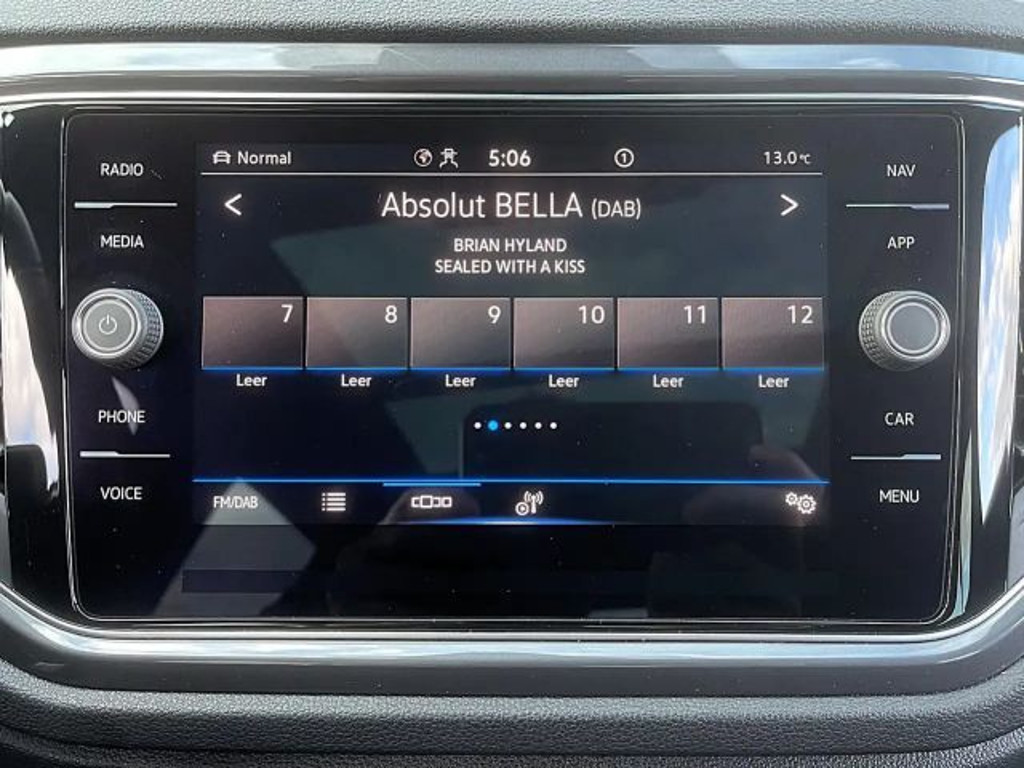 RADIO
MEDIA
PHONE
VOICE
Normal 5:06 1 13.0°C
< Absolut BELLA (DAB) >
BRIAN HYLAND
SEALED WITH A KISS
7 8 9 10 11 12
Leer Leer Leer Leer Leer Leer
FM/DAB
NAV
APP
CAR
MENU